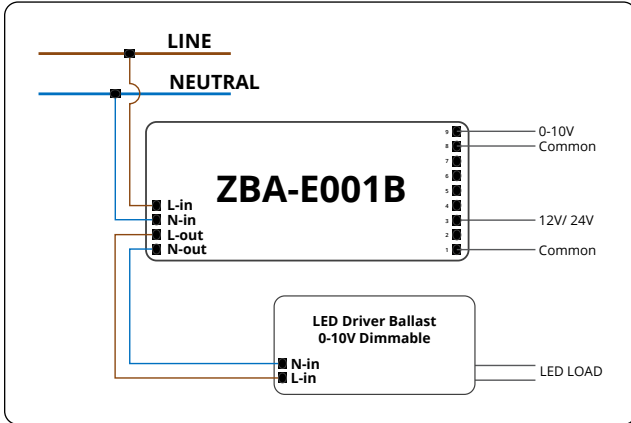 LINE
NEUTRAL
ZBA-E001B
L-in
N-in
L-out
N-out
9
8
7
6
5
4
3
2
1
0-10V
Common
12V/ 24V
Common
LED Driver Ballast
0-10V Dimmable
N-in
L-in
LED LOAD